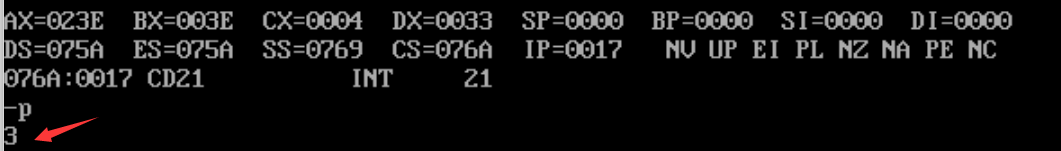 AX=023E BX=003E CX=0004 DX=0033 SP=0000 BP=0000 SI=0000 DI=0000
DS=075A ES=075A SS=0769 CS=076A IP=0017 NV UP EI PL NZ NA PE NC
076A:0017 CD21 INT 21
-p
3